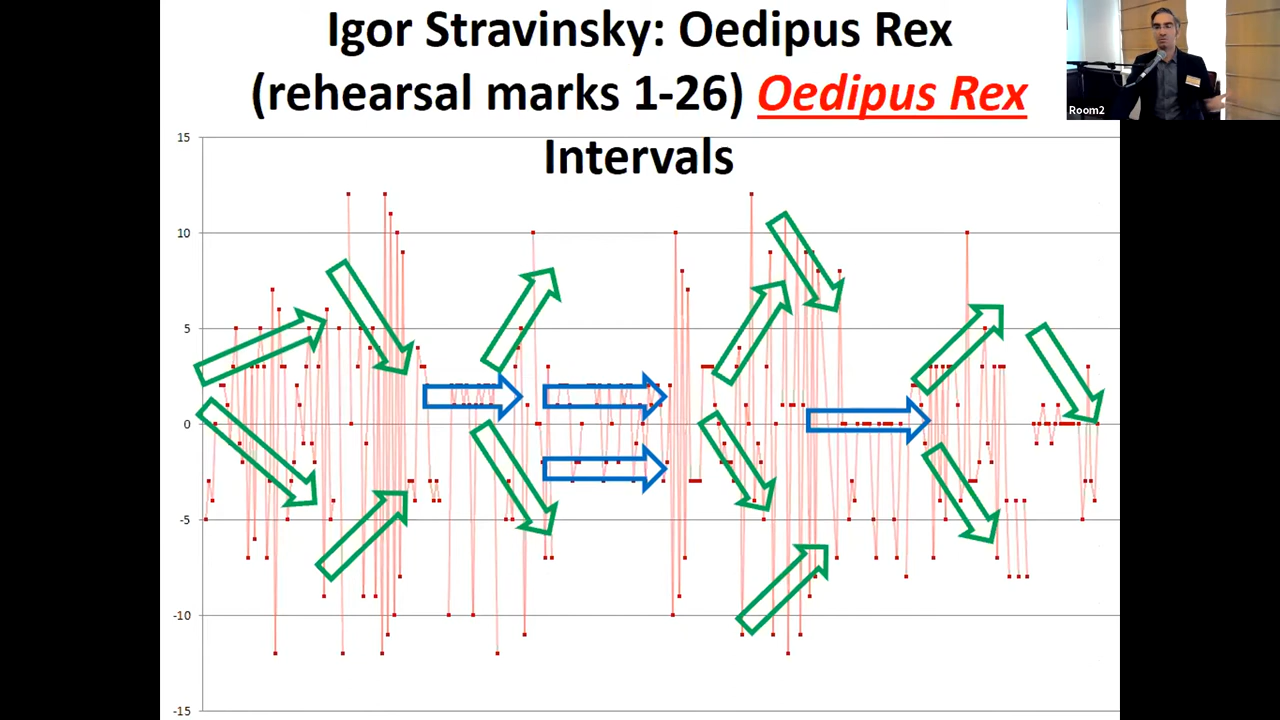 Igor Stravinsky: Oedipus Rex
(rehearsal marks 1-26) Oedipus Rex
Intervals
Room2
15
10
5
0
-5
-10
-15